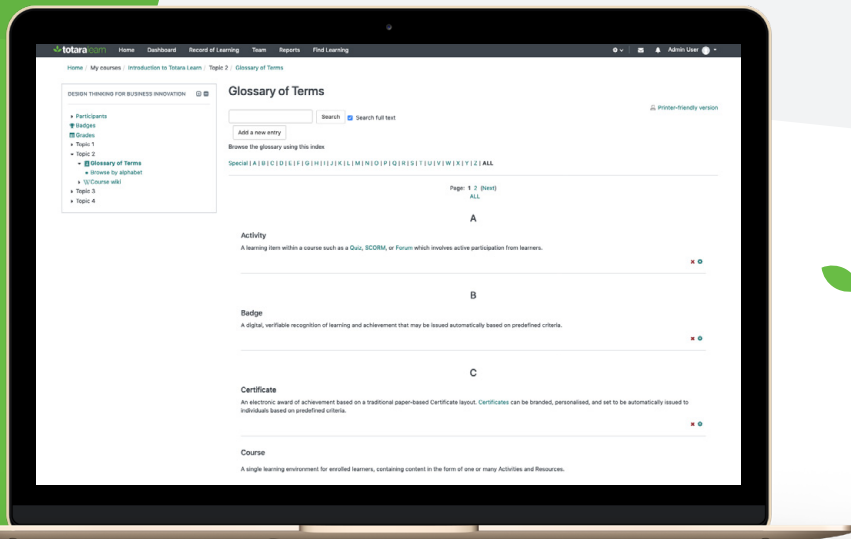 totaralearn Home Dashboard Record of Learning Team Reports Find Learning Admin User
Home / My courses / Introduction to Totara Learn / Topic 2 / Glossary of Terms
DESIGN THINKING FOR BUSINESS INNOVATION
Participants
Badges
Grades
Topic 1
Topic 2
Glossary of Terms
Browse by alphabet
Course wiki
Topic 3
Topic 4
Glossary of Terms
Printer-friendly version
Search Search full text
Add a new entry
Browse the glossary using this index
Special | A | B | C | D | E | F | G | H | I | J | K | L | M | N | O | P | Q | R | S | T | U | V | W | X | Y | Z | ALL
Page: 1 2 (Next)
ALL
A
Activity
A learning item within a course such as a Quiz, SCORM, or Forum which involves active participation from learners.
B
Badge
A digital, verifiable recognition of learning and achievement that may be issued automatically based on predefined criteria.
C
Certificate
An electronic award of achievement based on a traditional paper-based Certificate layout. Certificates can be branded, personalised, and set to be automatically issued to
individuals based on predefined criteria.
Course
A single learning environment for enrolled learners, containing content in the form of one or many Activities and Resources.